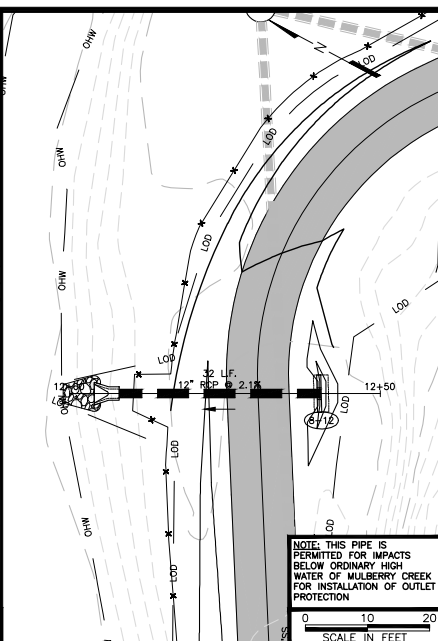 OHW
OHW
N
LOD
LOD
OHW
LOD
OHW
LOD
LOD
32 L.F.
12" RCP @ 2.1%
12+50
LOD
8-12
LOD
OHW
LOD
LOD
NOTE: THIS PIPE IS
PERMITTED FOR IMPACTS
BELOW ORDINARY HIGH
WATER OF MULBERRY CREEK
FOR INSTALLATION OF OUTLET
PROTECTION
0 10 20
SCALE IN FEET